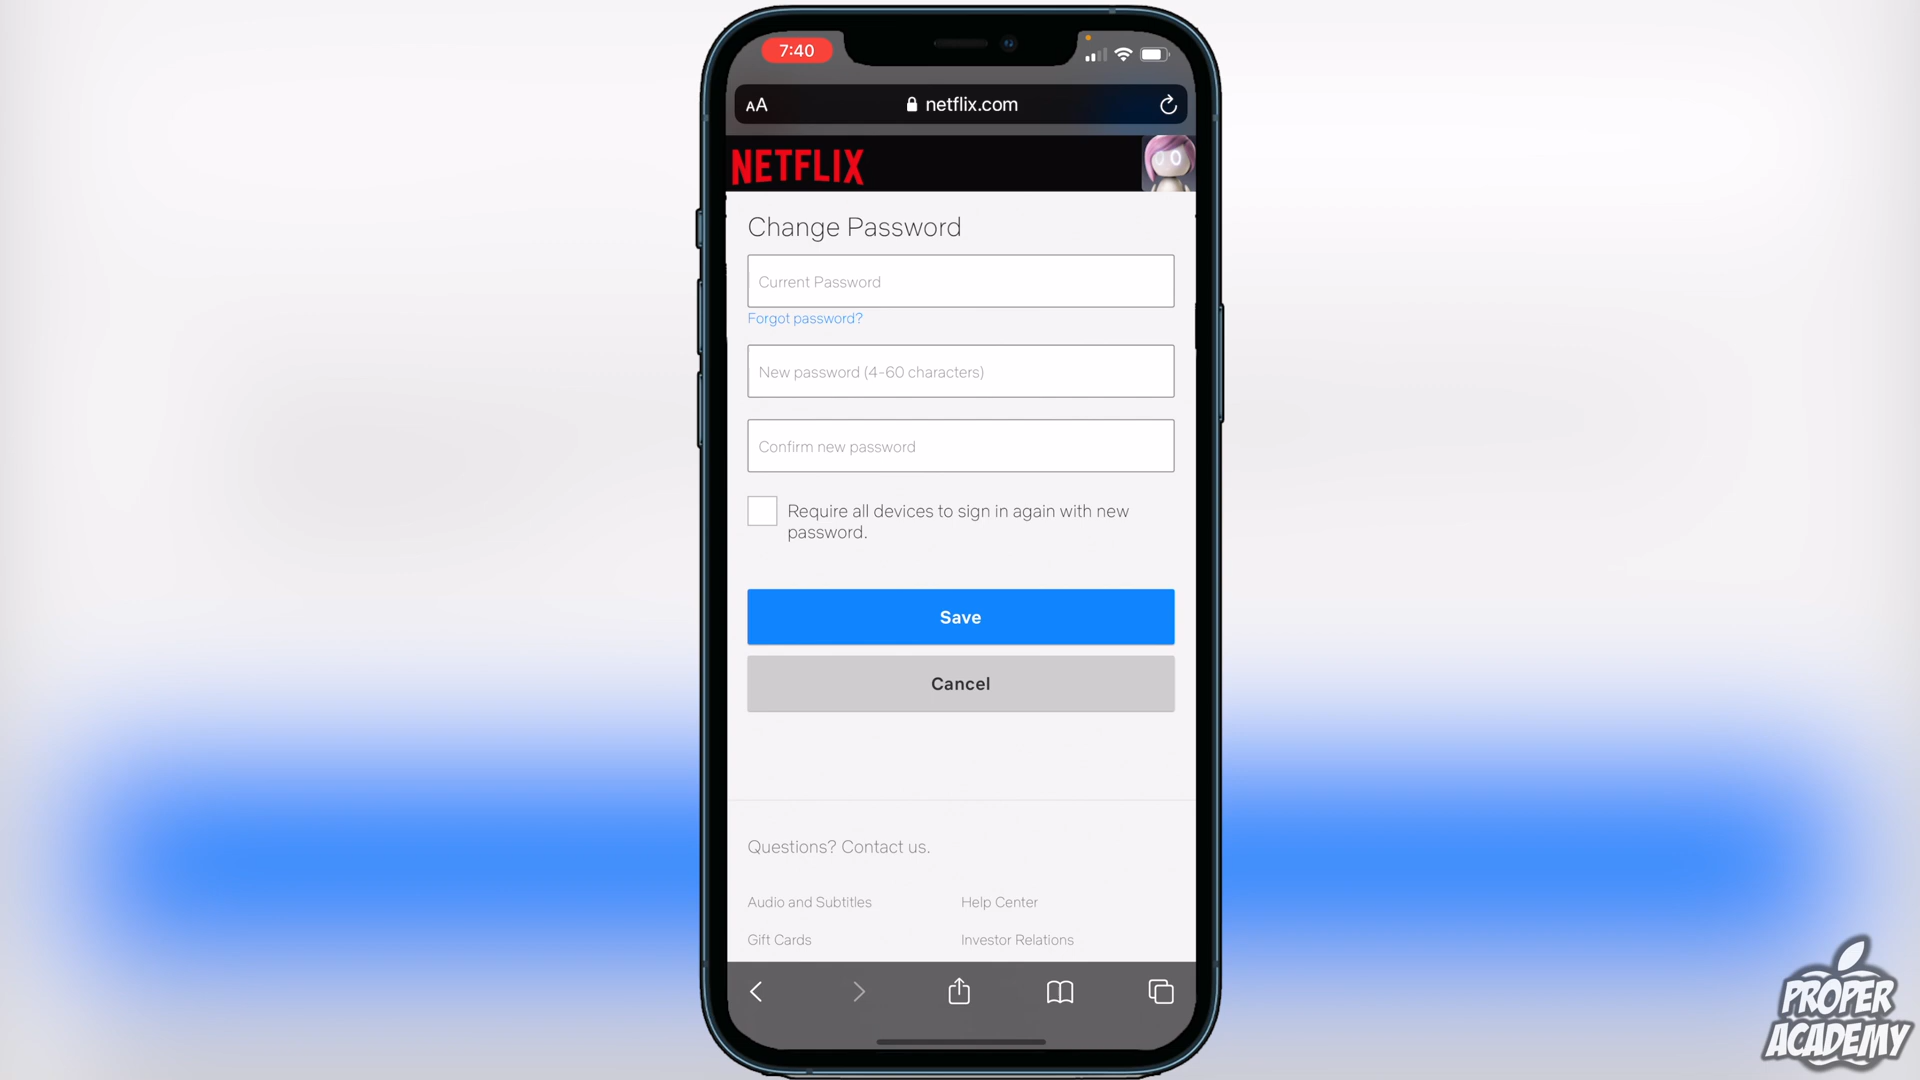 7:40
AA
netflix.com
NETFLIX
Change Password
Current Password
Forgot password?
New password (4-60 characters)
Confirm new password
Require all devices to sign in again with new
password.
Save
Cancel
Questions? Contact us.
Audio and Subtitles
Help Center
Gift Cards
Investor Relations
PROPER
ACADEMY